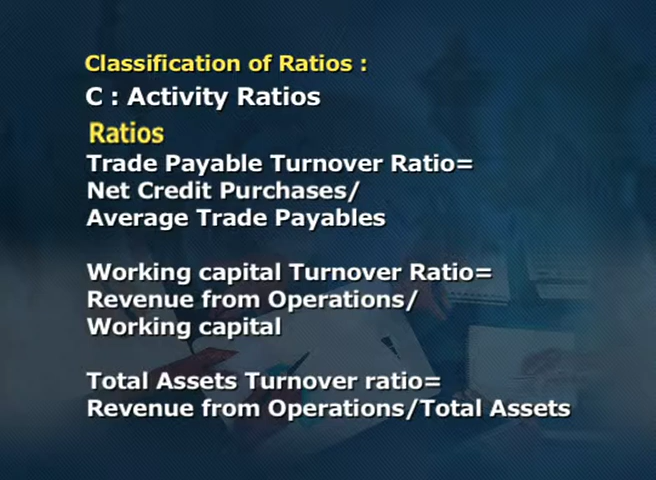 Classification of Ratios :
C : Activity Ratios
Ratios
Trade Payable Turnover Ratio=
Net Credit Purchases/
Average Trade Payables
Working capital Turnover Ratio=
Revenue from Operations/
Working capital
Total Assets Turnover ratio=
Revenue from Operations/Total Assets